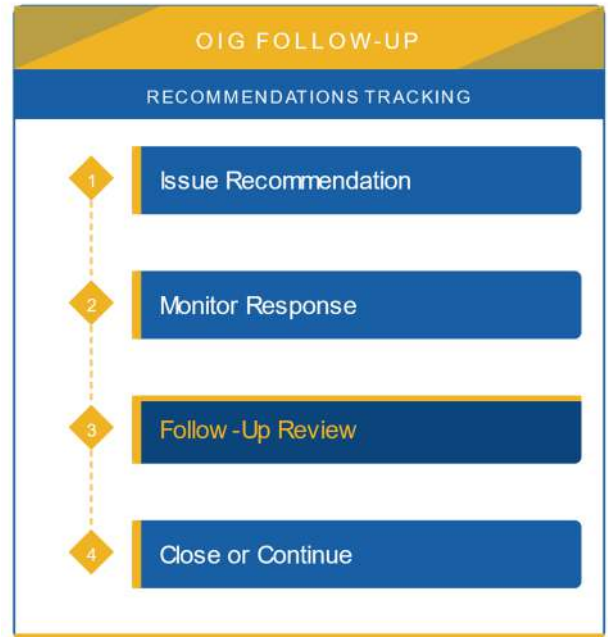 OIG FOLLOW-UP
RECOMMENDATIONS TRACKING
1 Issue Recommendation
2 Monitor Response
3 Follow -Up Review
4 Close or Continue